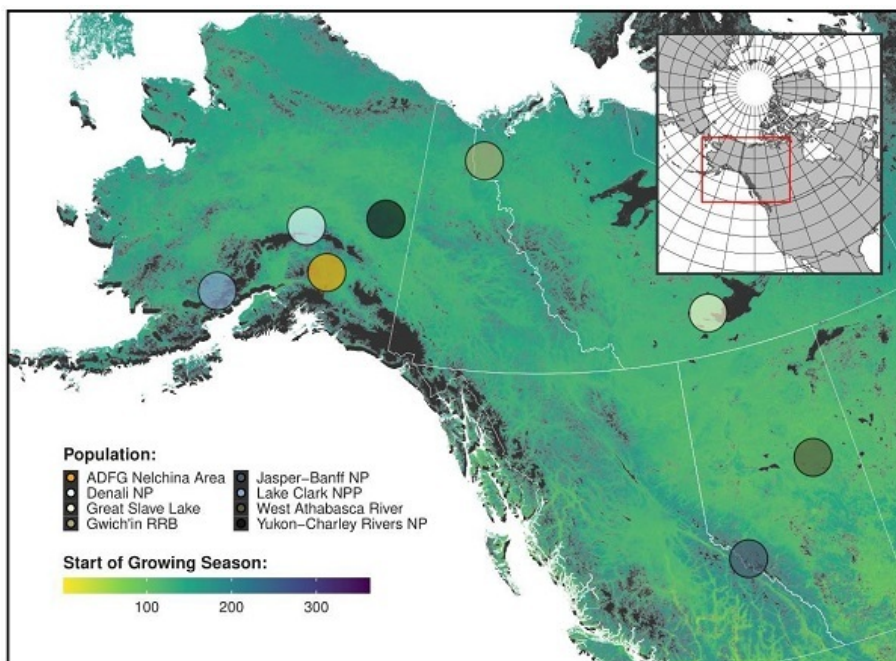 Population:
ADFG Nelchina Area
Denali NP
Great Slave Lake
Gwich'in RRB
Jasper-Banff NP
Lake Clark NPP
West Athabasca River
Yukon-Charley Rivers NP
Start of Growing Season:
100 200 300